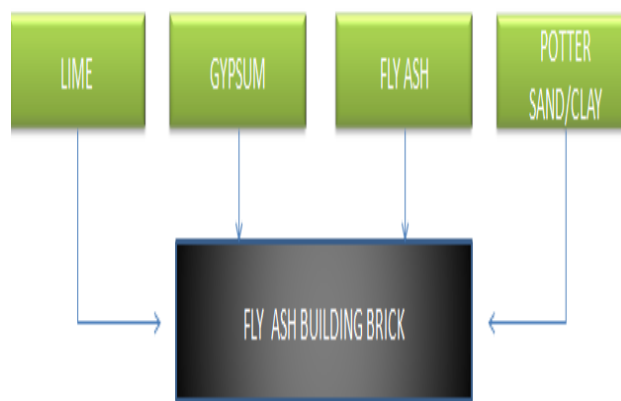 LIME
GYPSUM
FLY ASH
POTTER
SAND/CLAY
FLY ASH BUILDING BRICK